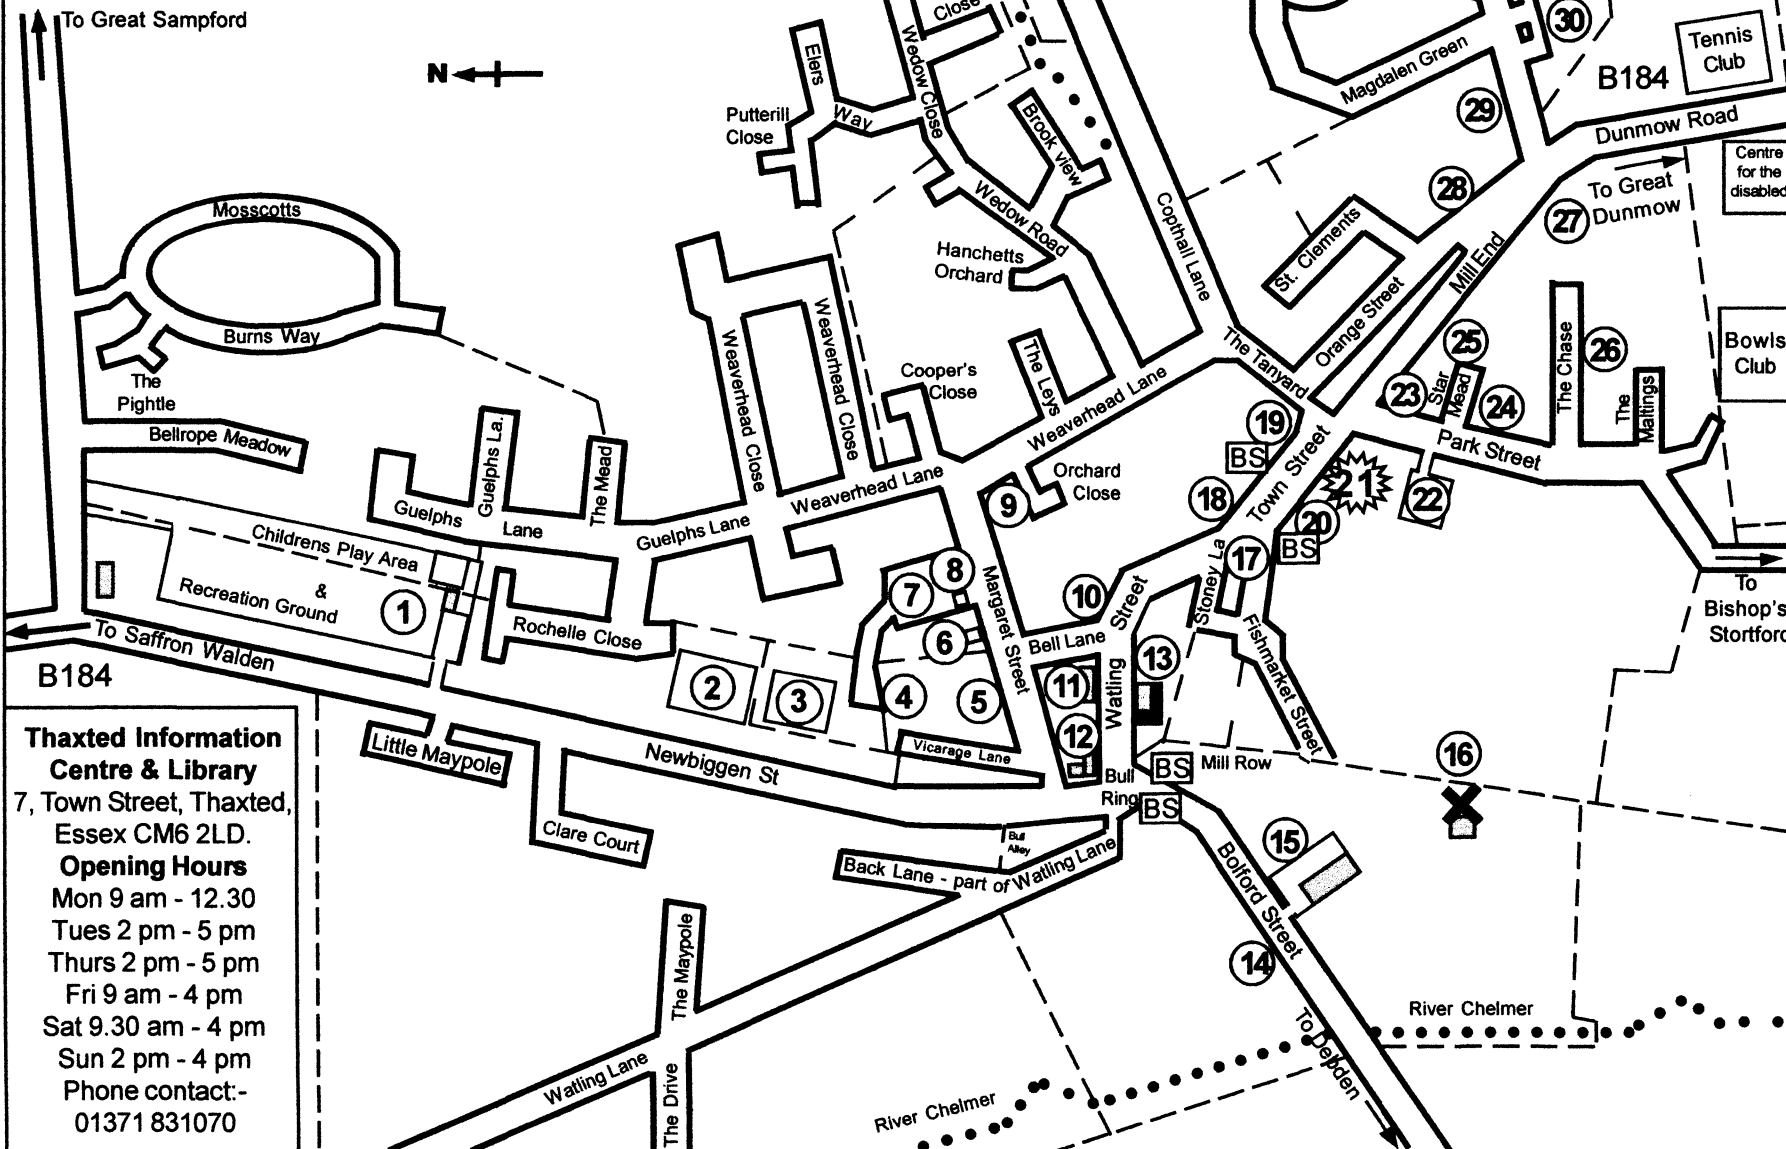 To Great Sampford
N
Elers
Way
Putterill
Close
Close
Wedow Close
Brook view
Wedow Road
Hanchetts
Orchard
Copthall Lane
Magdalen Green
30
Tennis
Club
B184
29
Dunmow Road
Centre
for the
disabled
To Great
Dunmow
28
27
St. Clements
Mill End
Orange Street
The Tanyard
Mosscotts
Burns Way
The
Pightle
Bellrope Meadow
Guelphs La.
The Mead
Guelphs
Lane
Guelphs Lane
Weaverhead Close
Weaverhead Close
Weaverhead Lane
Cooper's
Close
The Leys
Weaverhead Lane
Orchard
Close
9
25
23
Star
Mead
24
The Chase
26
The
Maltings
Bowls
Club
Park Street
19
BS
18
Town Street
21
22
20
BS
17
Stoney La
To
Bishop's
Stortford
Childrens Play Area
&
Recreation Ground
1
Rochelle Close
To Saffron Walden
B184
2
3
4
5
6
7
8
Margaret Street
10
Bell Lane
Street
Watling
11
12
13
Fishmarket Street
Vicarage Lane
Newbiggen St
Little Maypole
Clare Court
Bull
Ring
BS
BS
Mill Row
16
Bull
Alley
Back Lane - part of Watling Lane
15
Bolford Street
14
The Maypole
Watling Lane
The Drive
River Chelmer
River Chelmer
To Debden
Thaxted Information
Centre & Library
7, Town Street, Thaxted,
Essex CM6 2LD.
Opening Hours
Mon 9 am - 12.30
Tues 2 pm - 5 pm
Thurs 2 pm - 5 pm
Fri 9 am - 4 pm
Sat 9.30 am - 4 pm
Sun 2 pm - 4 pm
Phone contact:-
01371 831070